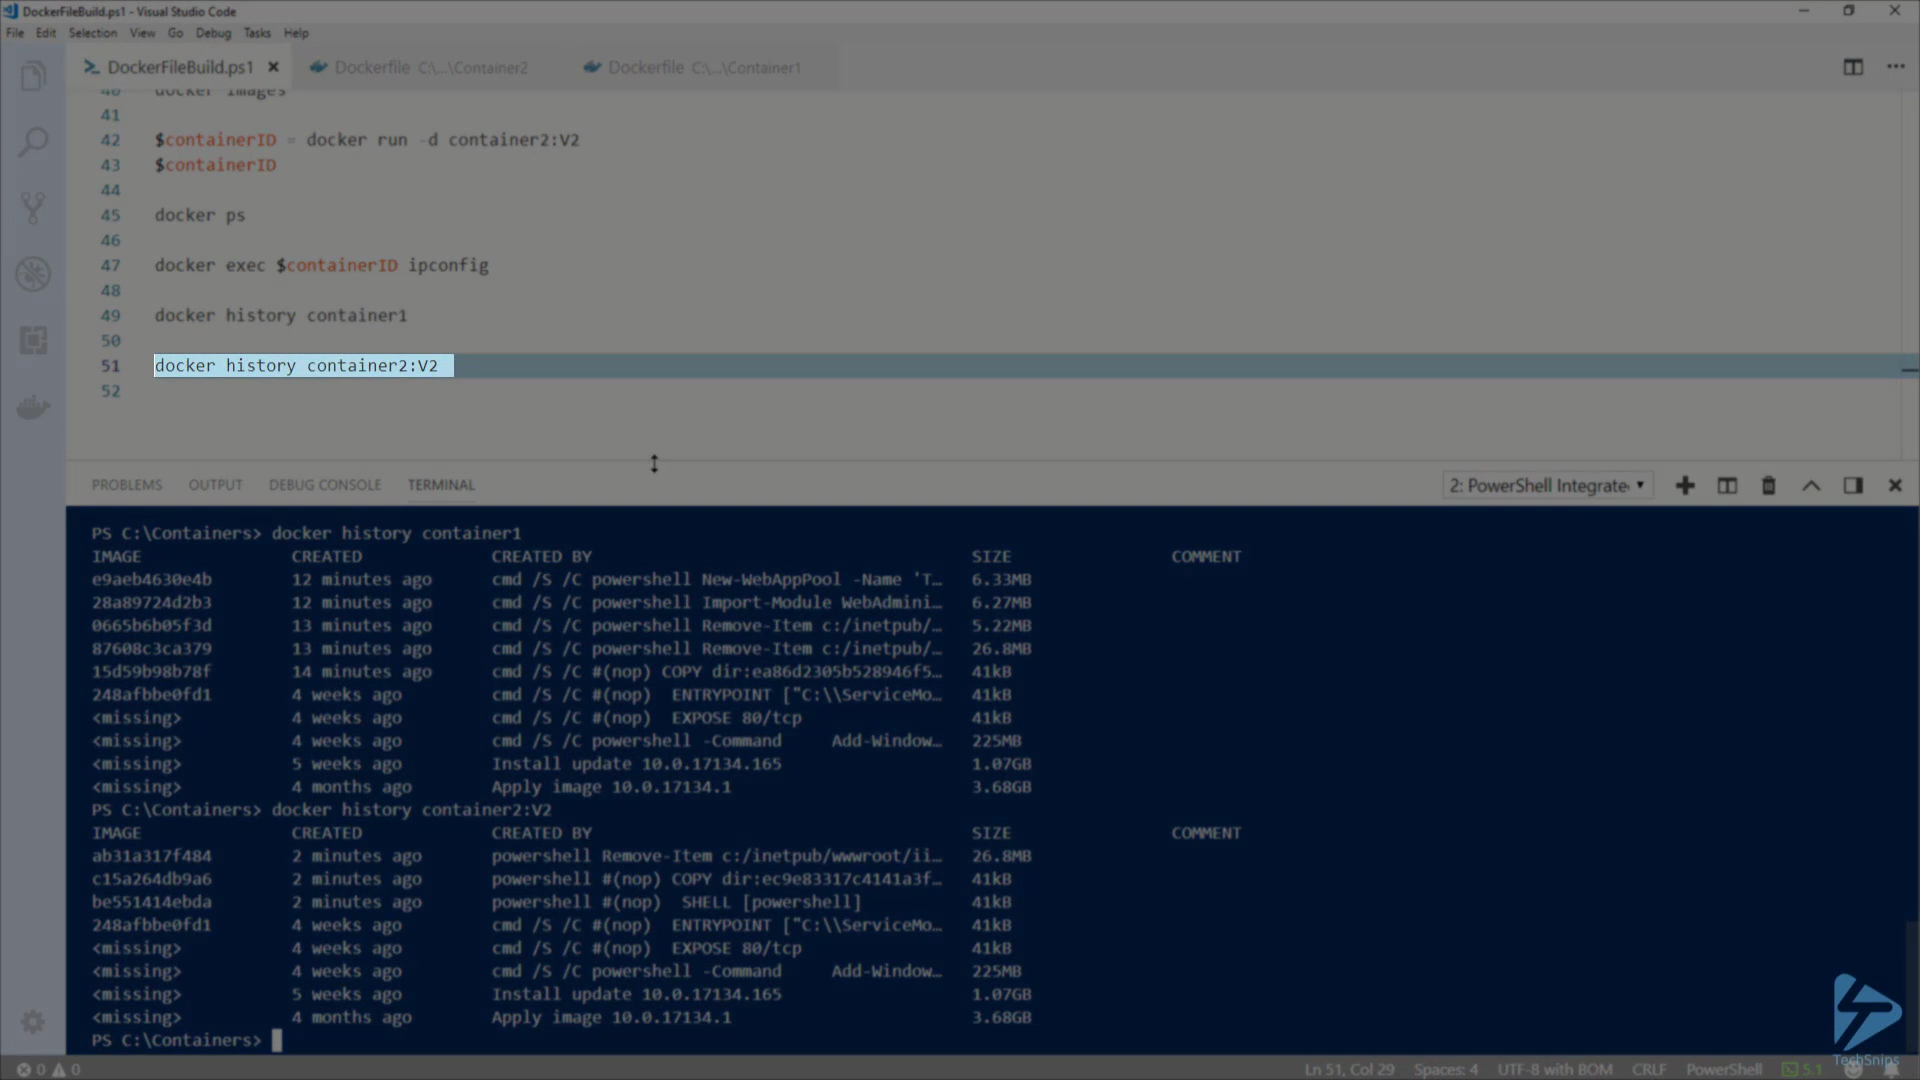 DockerFileBuild.ps1 - Visual Studio Code
File Edit Selection View Go Debug Tasks Help
DockerFileBuild.ps1 Dockerfile C:\...\Container2 Dockerfile C:\...\Container1
40 docker images
41
42 $containerID = docker run -d container2:V2
43 $containerID
44
45 docker ps
46
47 docker exec $containerID ipconfig
48
49 docker history container1
50
51 docker history container2:V2
52
PROBLEMS OUTPUT DEBUG CONSOLE TERMINAL 2: PowerShell Integrate
PS C:\Containers> docker history container1
IMAGE CREATED CREATED BY SIZE COMMENT
e9aeb4630e4b 12 minutes ago cmd /S /C powershell New-WebAppPool -Name 'T… 6.33MB
28a89724d2b3 12 minutes ago cmd /S /C powershell Import-Module WebAdmini… 6.27MB
0665b6b05f3d 13 minutes ago cmd /S /C powershell Remove-Item c:/inetpub/… 5.22MB
87608c3ca379 13 minutes ago cmd /S /C powershell Remove-Item c:/inetpub/… 26.8MB
15d59b98b78f 14 minutes ago cmd /S /C #(nop) COPY dir:ea86d2305b528946f5… 41kB
248afbbe0fd1 4 weeks ago cmd /S /C #(nop) ENTRYPOINT ["C:\\ServiceMo… 41kB
<missing> 4 weeks ago cmd /S /C #(nop) EXPOSE 80/tcp 41kB
<missing> 4 weeks ago cmd /S /C powershell -Command Add-Window… 225MB
<missing> 5 weeks ago Install update 10.0.17134.165 1.07GB
<missing> 4 months ago Apply image 10.0.17134.1 3.68GB
PS C:\Containers> docker history container2:V2
IMAGE CREATED CREATED BY SIZE COMMENT
ab31a317f484 2 minutes ago powershell Remove-Item c:/inetpub/wwwroot/ii… 26.8MB
c15a264db9a6 2 minutes ago powershell #(nop) COPY dir:ec9e83317c4141a3f… 41kB
be551414ebda 2 minutes ago powershell #(nop) SHELL [powershell] 41kB
248afbbe0fd1 4 weeks ago cmd /S /C #(nop) ENTRYPOINT ["C:\\ServiceMo… 41kB
<missing> 4 weeks ago cmd /S /C #(nop) EXPOSE 80/tcp 41kB
<missing> 4 weeks ago cmd /S /C powershell -Command Add-Window… 225MB
<missing> 5 weeks ago Install update 10.0.17134.165 1.07GB
<missing> 4 months ago Apply image 10.0.17134.1 3.68GB
PS C:\Containers>
TechSnips
0 0 Ln 51, Col 29 Spaces: 4 UTF-8 with BOM CRLF PowerShell 5.1